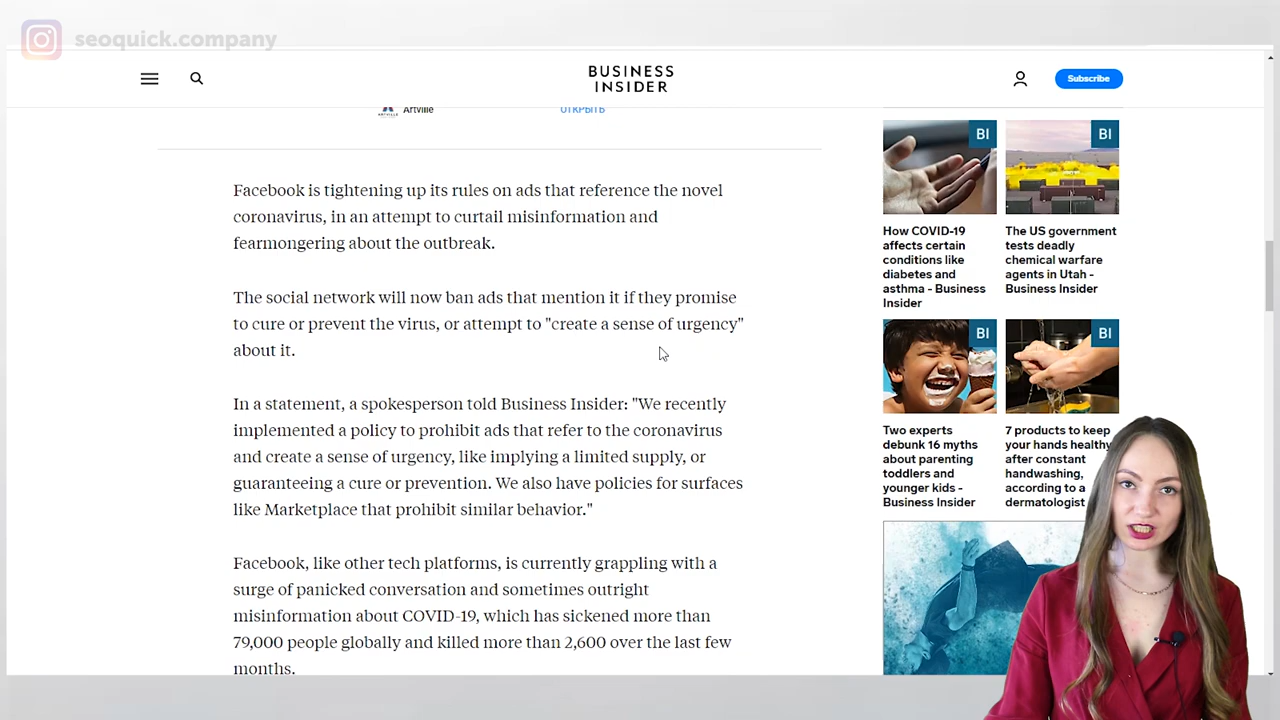 seoquick.company
BUSINESS
INSIDER
Subscribe
Artville
ОТКРЫТЬ
Facebook is tightening up its rules on ads that reference the novel
coronavirus, in an attempt to curtail misinformation and
fearmongering about the outbreak.
The social network will now ban ads that mention it if they promise
to cure or prevent the virus, or attempt to "create a sense of urgency"
about it.
In a statement, a spokesperson told Business Insider: "We recently
implemented a policy to prohibit ads that refer to the coronavirus
and create a sense of urgency, like implying a limited supply, or
guaranteeing a cure or prevention. We also have policies for surfaces
like Marketplace that prohibit similar behavior."
Facebook, like other tech platforms, is currently grappling with a
surge of panicked conversation and sometimes outright
misinformation about COVID-19, which has sickened more than
79,000 people globally and killed more than 2,600 over the last few
months.
BI
How COVID-19
affects certain
conditions like
diabetes and
asthma - Business
Insider
BI
The US government
tests deadly
chemical warfare
agents in Utah -
Business Insider
BI
Two experts
debunk 16 myths
about parenting
toddlers and
younger kids -
Business Insider
BI
7 products to keep
your hands healthy
after constant
handwashing,
according to a
dermatologist